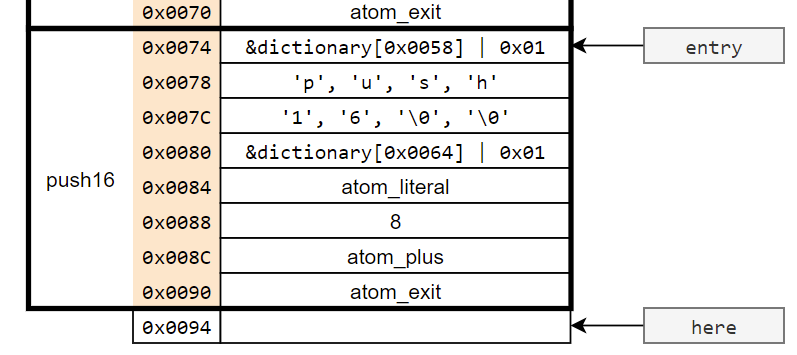 0x0070 atom_exit
0x0074 &dictionary[0x0058] | 0x01 entry
0x0078 'p', 'u', 's', 'h'
0x007C '1', '6', '\0', '\0'
0x0080 &dictionary[0x0064] | 0x01
push16 0x0084 atom_literal
0x0088 8
0x008C atom_plus
0x0090 atom_exit
0x0094 here